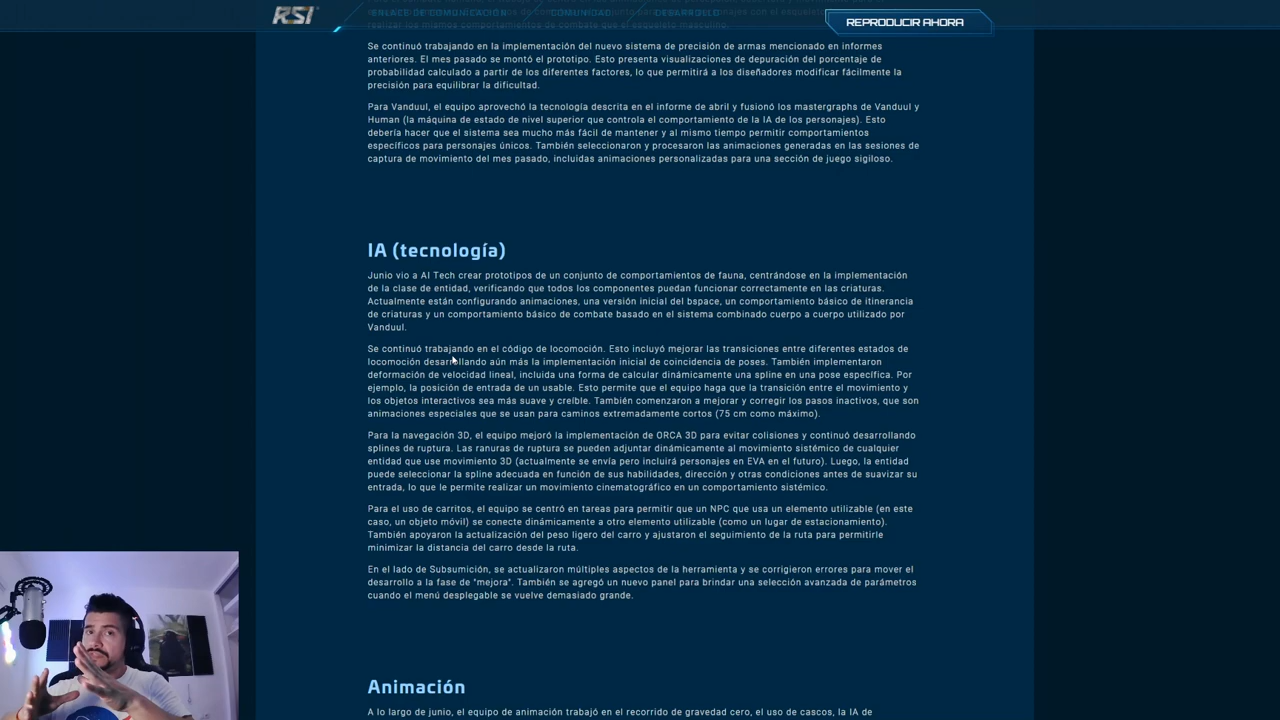 RSI
ENLACE DE COMUNICACIÓN
COMUNIDAD
DESARROLLO
REPRODUCIR AHORA
realizar los mismos comportamientos de combate que el esqueleto masculino.
Se continuó trabajando en la implementación del nuevo sistema de precisión de armas mencionado en informes
anteriores. El mes pasado se montó el prototipo. Esto presenta visualizaciones de depuración del porcentaje de
probabilidad calculado a partir de los diferentes factores, lo que permitirá a los diseñadores modificar fácilmente la
precisión para equilibrar la dificultad.
Para Vanduul, el equipo aprovechó la tecnología descrita en el informe de abril y fusionó los mastergraphs de Vanduul y
Human (la máquina de estado de nivel superior que controla el comportamiento de la IA de los personajes). Esto
debería hacer que el sistema sea mucho más fácil de mantener y al mismo tiempo permitir comportamientos
específicos para personajes únicos. También seleccionaron y procesaron las animaciones generadas en las sesiones de
captura de movimiento del mes pasado, incluidas animaciones personalizadas para una sección de juego sigiloso.
IA (tecnología)
Junio vio a AI Tech crear prototipos de un conjunto de comportamientos de fauna, centrándose en la implementación
de la clase de entidad, verificando que todos los componentes puedan funcionar correctamente en las criaturas.
Actualmente están configurando animaciones, una versión inicial del bspace, un comportamiento básico de itinerancia
de criaturas y un comportamiento básico de combate basado en el sistema combinado cuerpo a cuerpo utilizado por
Vanduul.
Se continuó trabajando en el código de locomoción. Esto incluyó mejorar las transiciones entre diferentes estados de
locomoción desarrollando aún más la implementación inicial de coincidencia de poses. También implementaron
deformación de velocidad lineal, incluida una forma de calcular dinámicamente una spline en una pose específica. Por
ejemplo, la posición de entrada de un usable. Esto permite que el equipo haga que la transición entre el movimiento y
los objetos interactivos sea más suave y creíble. También comenzaron a mejorar y corregir los pasos inactivos, que son
animaciones especiales que se usan para caminos extremadamente cortos (75 cm como máximo).
Para la navegación 3D, el equipo mejoró la implementación de ORCA 3D para evitar colisiones y continuó desarrollando
splines de ruptura. Las ranuras de ruptura se pueden adjuntar dinámicamente al movimiento sistémico de cualquier
entidad que use movimiento 3D (actualmente se envía pero incluirá personajes en EVA en el futuro). Luego, la entidad
puede seleccionar la spline adecuada en función de sus habilidades, dirección y otras condiciones antes de suavizar su
entrada, lo que le permite realizar un movimiento cinematográfico en un comportamiento sistémico.
Para el uso de carritos, el equipo se centró en tareas para permitir que un NPC que usa un elemento utilizable (en este
caso, un objeto móvil) se conecte dinámicamente a otro elemento utilizable (como un lugar de estacionamiento).
También apoyaron la actualización del peso ligero del carro y ajustaron el seguimiento de la ruta para permitirle
minimizar la distancia del carro desde la ruta.
En el lado de Subsumición, se actualizaron múltiples aspectos de la herramienta y se corrigieron errores para mover el
desarrollo a la fase de "mejora". También se agregó un nuevo panel para brindar una selección avanzada de parámetros
cuando el menú desplegable se vuelve demasiado grande.
Animación
A lo largo de junio, el equipo de animación trabajó en el recorrido de gravedad cero, el uso de cascos, la IA de